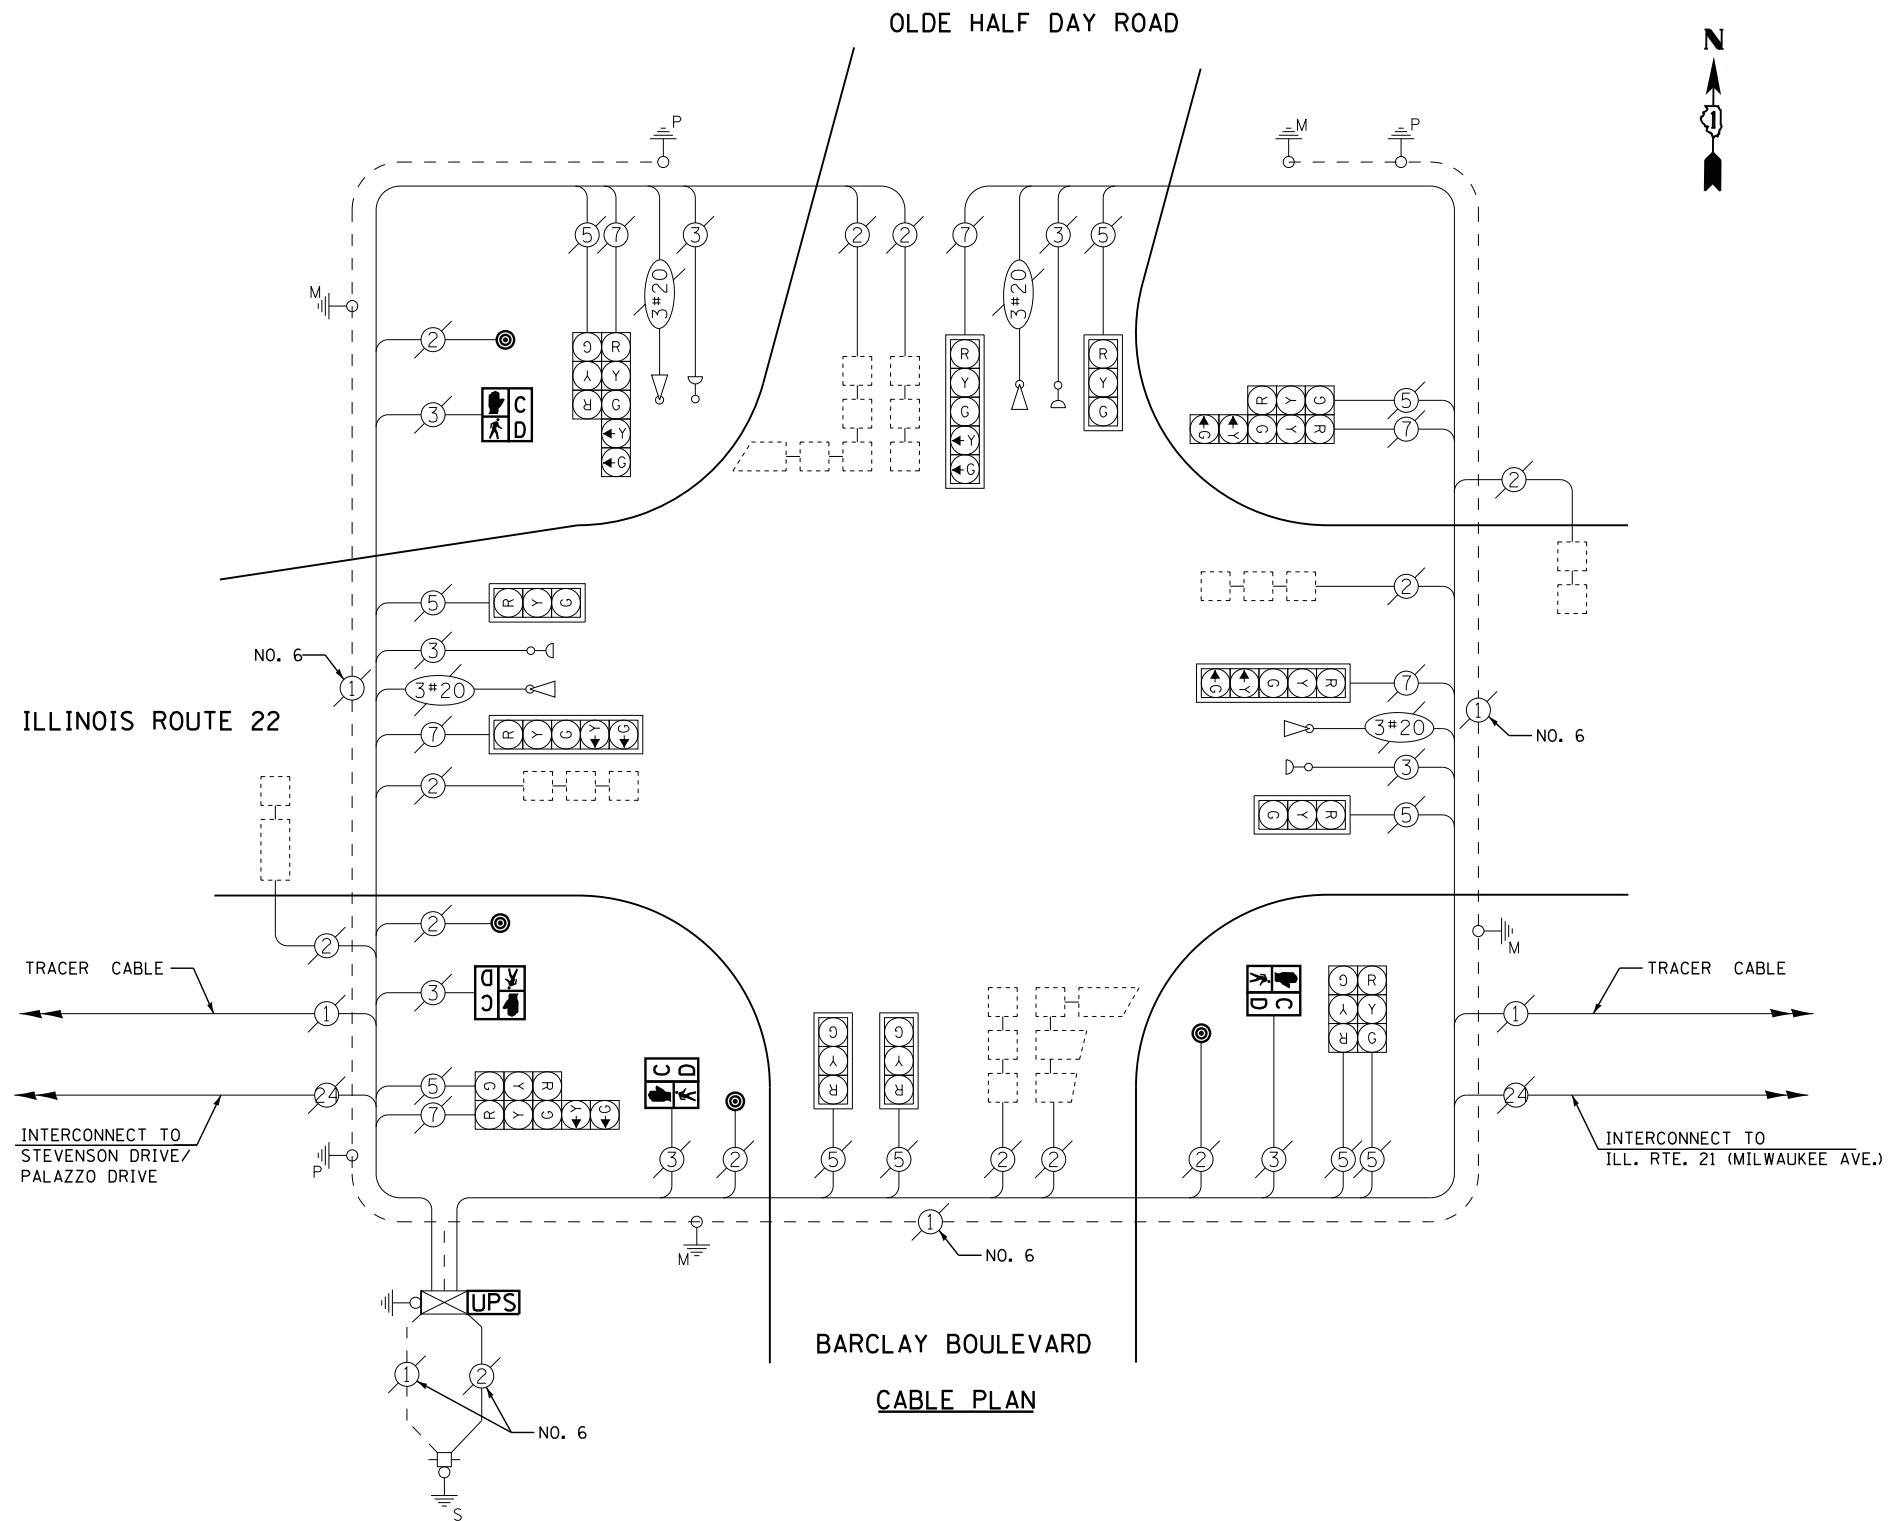 OLDE HALF DAY ROAD
N
1
P
M
P
5
7
3
2
2
7
3
5
3#20
3#20
M
2
3
C
D
G
Y
R
R
Y
G
Y
G
R
Y
G
Y
G
R
Y
G
R
Y
G
5
G
Y
G
Y
R
7
2
5
R
Y
G
2
NO. 6
3
1
3#20
ILLINOIS ROUTE 22
7
R
Y
G
Y
G
2
G
Y
G
Y
R
7
1
3#20
NO. 6
3
G
Y
R
5
2
2
TRACER CABLE
1
3
C
D
M
TRACER CABLE
1
24
5
G
Y
R
7
R
Y
G
Y
G
C
D
G
Y
R
G
Y
R
C
D
G
Y
R
R
Y
G
24
INTERCONNECT TO
STEVENSON DRIVE/
PALAZZO DRIVE
P
3
2
5
5
2
2
2
3
5
5
INTERCONNECT TO
ILL. RTE. 21 (MILWAUKEE AVE.)
M
1
NO. 6
UPS
BARCLAY BOULEVARD
1
2
CABLE PLAN
NO. 6
S